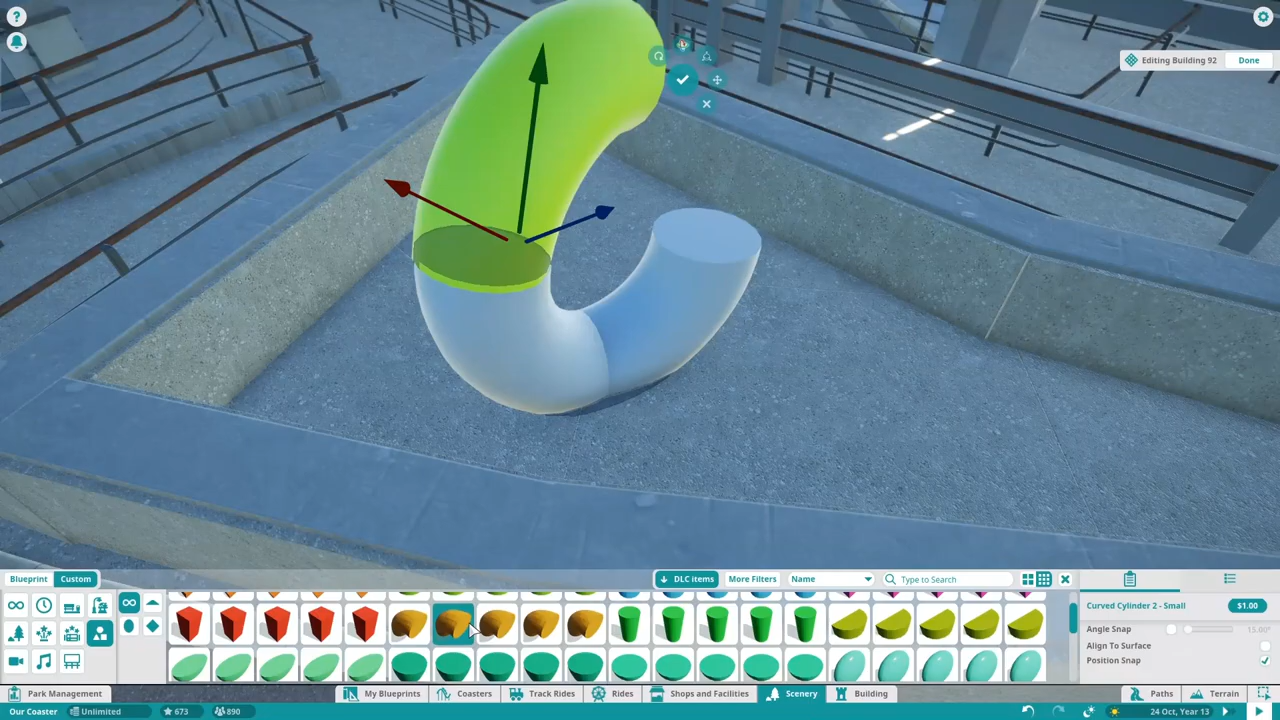 ?
Editing Building 92
Done
Blueprint
Custom
DLC items
More Filters
Name
Type to Search
Curved Cylinder 2 - Small
$1.00
Angle Snap
15.00°
Align To Surface
Position Snap
Park Management
My Blueprints
Coasters
Track Rides
Rides
Shops and Facilities
Scenery
Building
Paths
Terrain
Our Coaster
Unlimited
673
890
24 Oct, Year 13